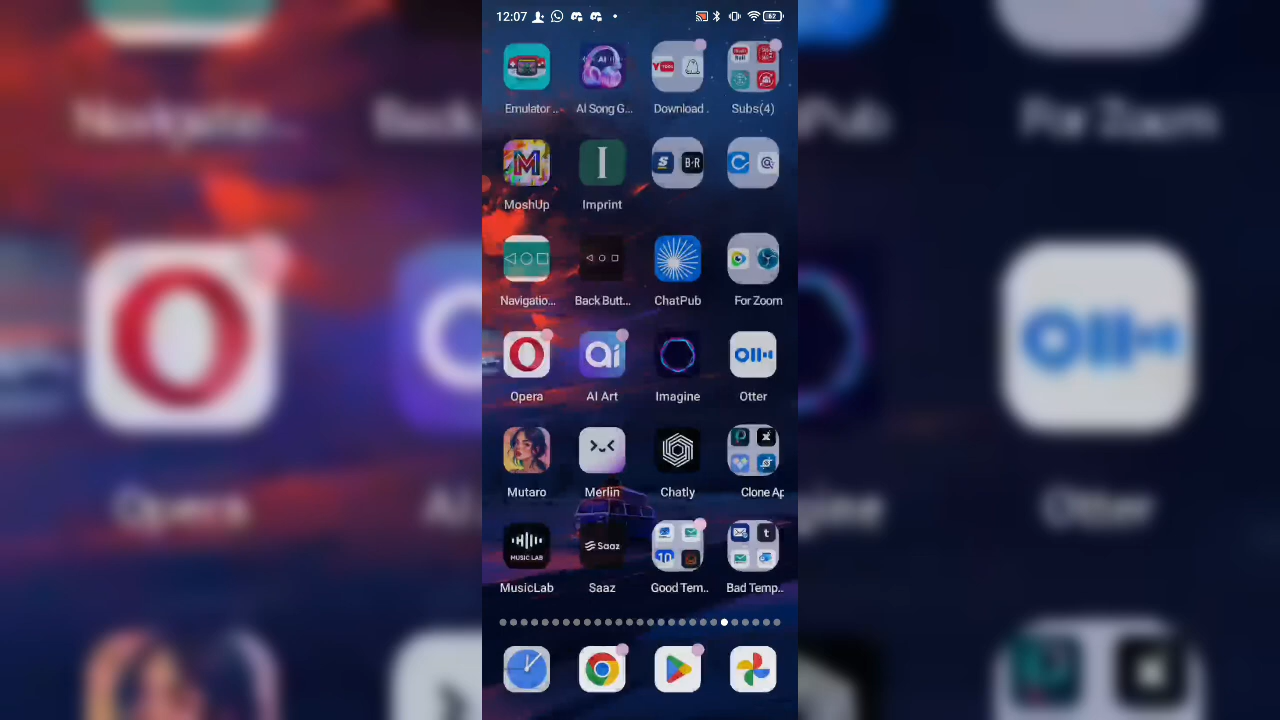 12:07
62
Emulator .. AI Song G... Download . Subs(4)
MoshUp Imprint
Navigatio... Back Butt... ChatPub For Zoom
Opera AI Art Imagine Otter
Mutaro Merlin Chatly Clone Ap
MUSIC LAB Saaz
MusicLab Saaz Good Tem.. Bad Temp..